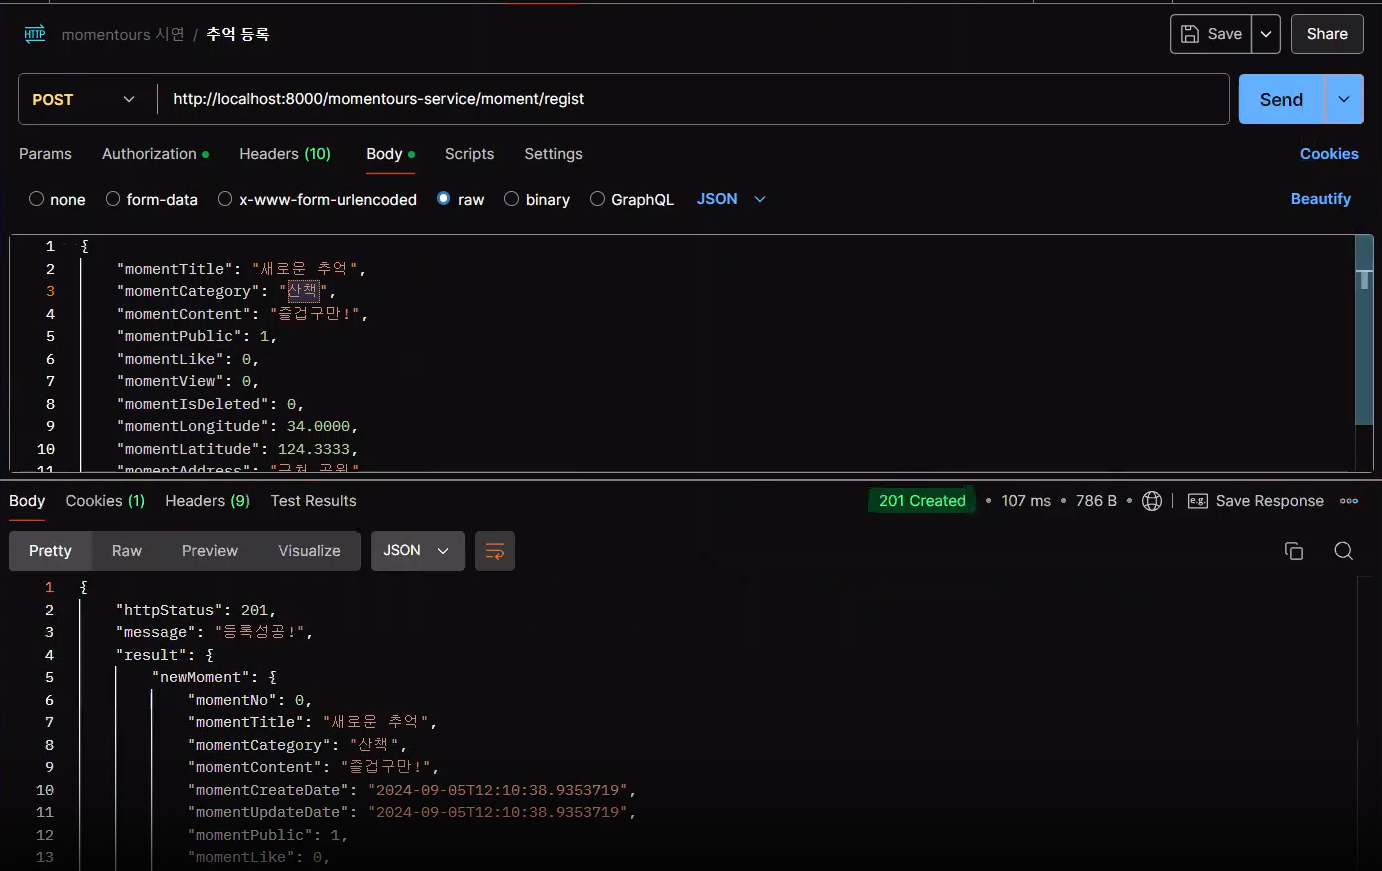 HTTP momentours 시연 / 추억 등록 Save Share
POST http://localhost:8000/momentours-service/moment/regist Send
Params Authorization Headers (10) Body Scripts Settings Cookies
none form-data x-www-form-urlencoded raw binary GraphQL JSON Beautify
1 {
2 "momentTitle": "새로운 추억",
3 "momentCategory": "산책",
4 "momentContent": "즐겁구만!",
5 "momentPublic": 1,
6 "momentLike": 0,
7 "momentView": 0,
8 "momentIsDeleted": 0,
9 "momentLongitude": 34.0000,
10 "momentLatitude": 124.3333,
11 "momentAddress": "근처 공원"
Body Cookies (1) Headers (9) Test Results 201 Created • 107 ms • 786 B • e.g. Save Response
Pretty Raw Preview Visualize JSON
1 {
2 "httpStatus": 201,
3 "message": "등록성공!",
4 "result": {
5 "newMoment": {
6 "momentNo": 0,
7 "momentTitle": "새로운 추억",
8 "momentCategory": "산책",
9 "momentContent": "즐겁구만!",
10 "momentCreateDate": "2024-09-05T12:10:38.9353719",
11 "momentUpdateDate": "2024-09-05T12:10:38.9353719",
12 "momentPublic": 1,
13 "momentLike": 0,